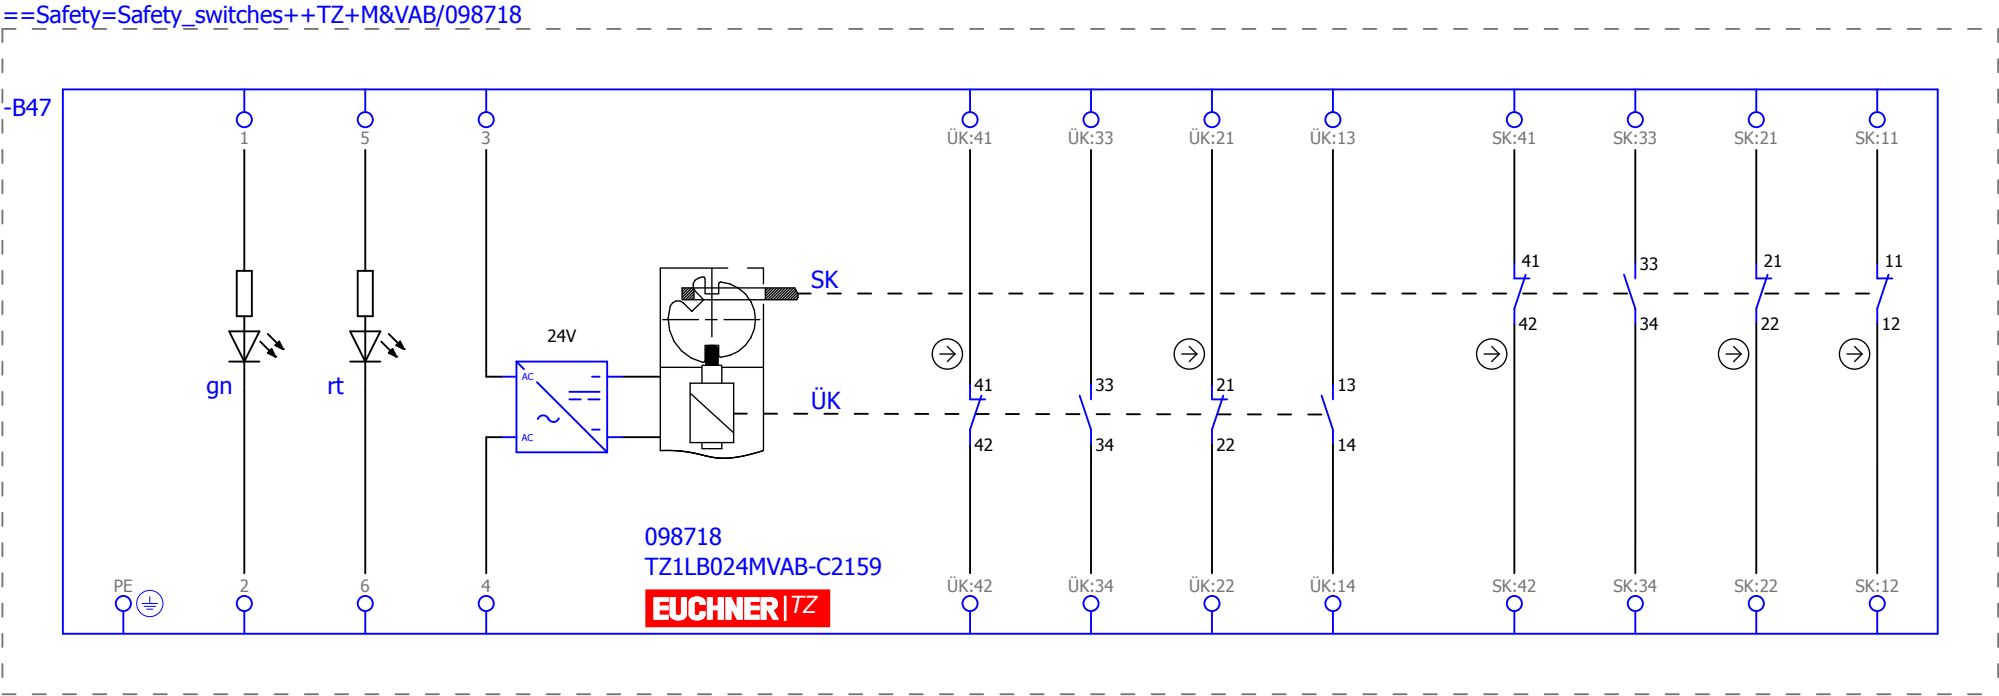 ==Safety=Safety_switches++TZ+M&VAB/098718
-B47
1 5 3 ÜK:41 ÜK:33 ÜK:21 ÜK:13 SK:41 SK:33 SK:21 SK:11
SK
41 33 21 11
42 34 22 12
24V
AC
gn rt
ÜK
41 33 21 13
AC
42 34 22 14
098718
TZ1LB024MVAB-C2159
PE 2 6 4 ÜK:42 ÜK:34 ÜK:22 ÜK:14 SK:42 SK:34 SK:22 SK:12
EUCHNER TZ